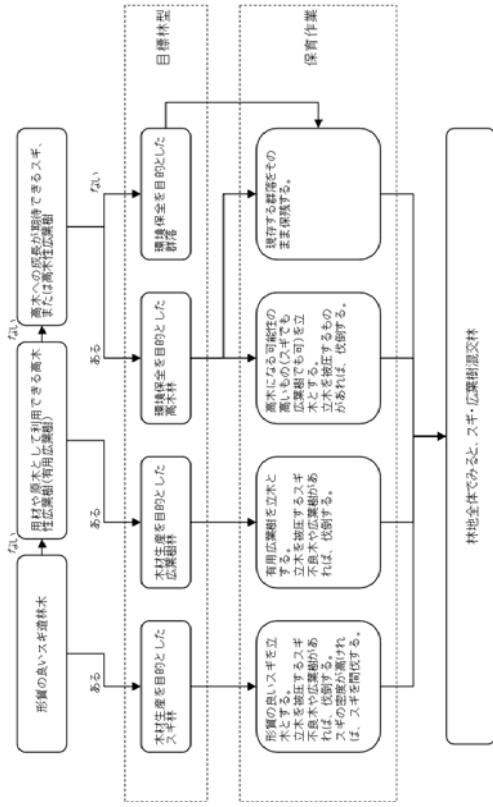 形質の良いスギ造林木
ない
用材や原木として利用できる高木
性広葉樹(有用広葉樹)
ない
高木への成長が期待できるスギ、
または高木性広葉樹
ある
ある
ある
ない
目標林型
木材生産を目的とした
スギ林
木材生産を目的とした
広葉樹林
環境保全を目的とした
高木林
環境保全を目的とした
群落
保育作業
形質の良いスギを立
木とする。
立木を被圧するスギ
不良木や広葉樹があ
れば、伐倒する。
スギの密度が高けれ
ば、スギを間伐する。
有用広葉樹を立木と
する。
立木を被圧するスギ
不良木や広葉樹があ
れば、伐倒する。
高木になる可能性の
高いもの(スギでも
広葉樹でも可)を立
木とする。
立木を被圧するもの
があれば、伐倒する。
現存する群落をその
まま保残する。
林地全体でみると、スギ・広葉樹混交林